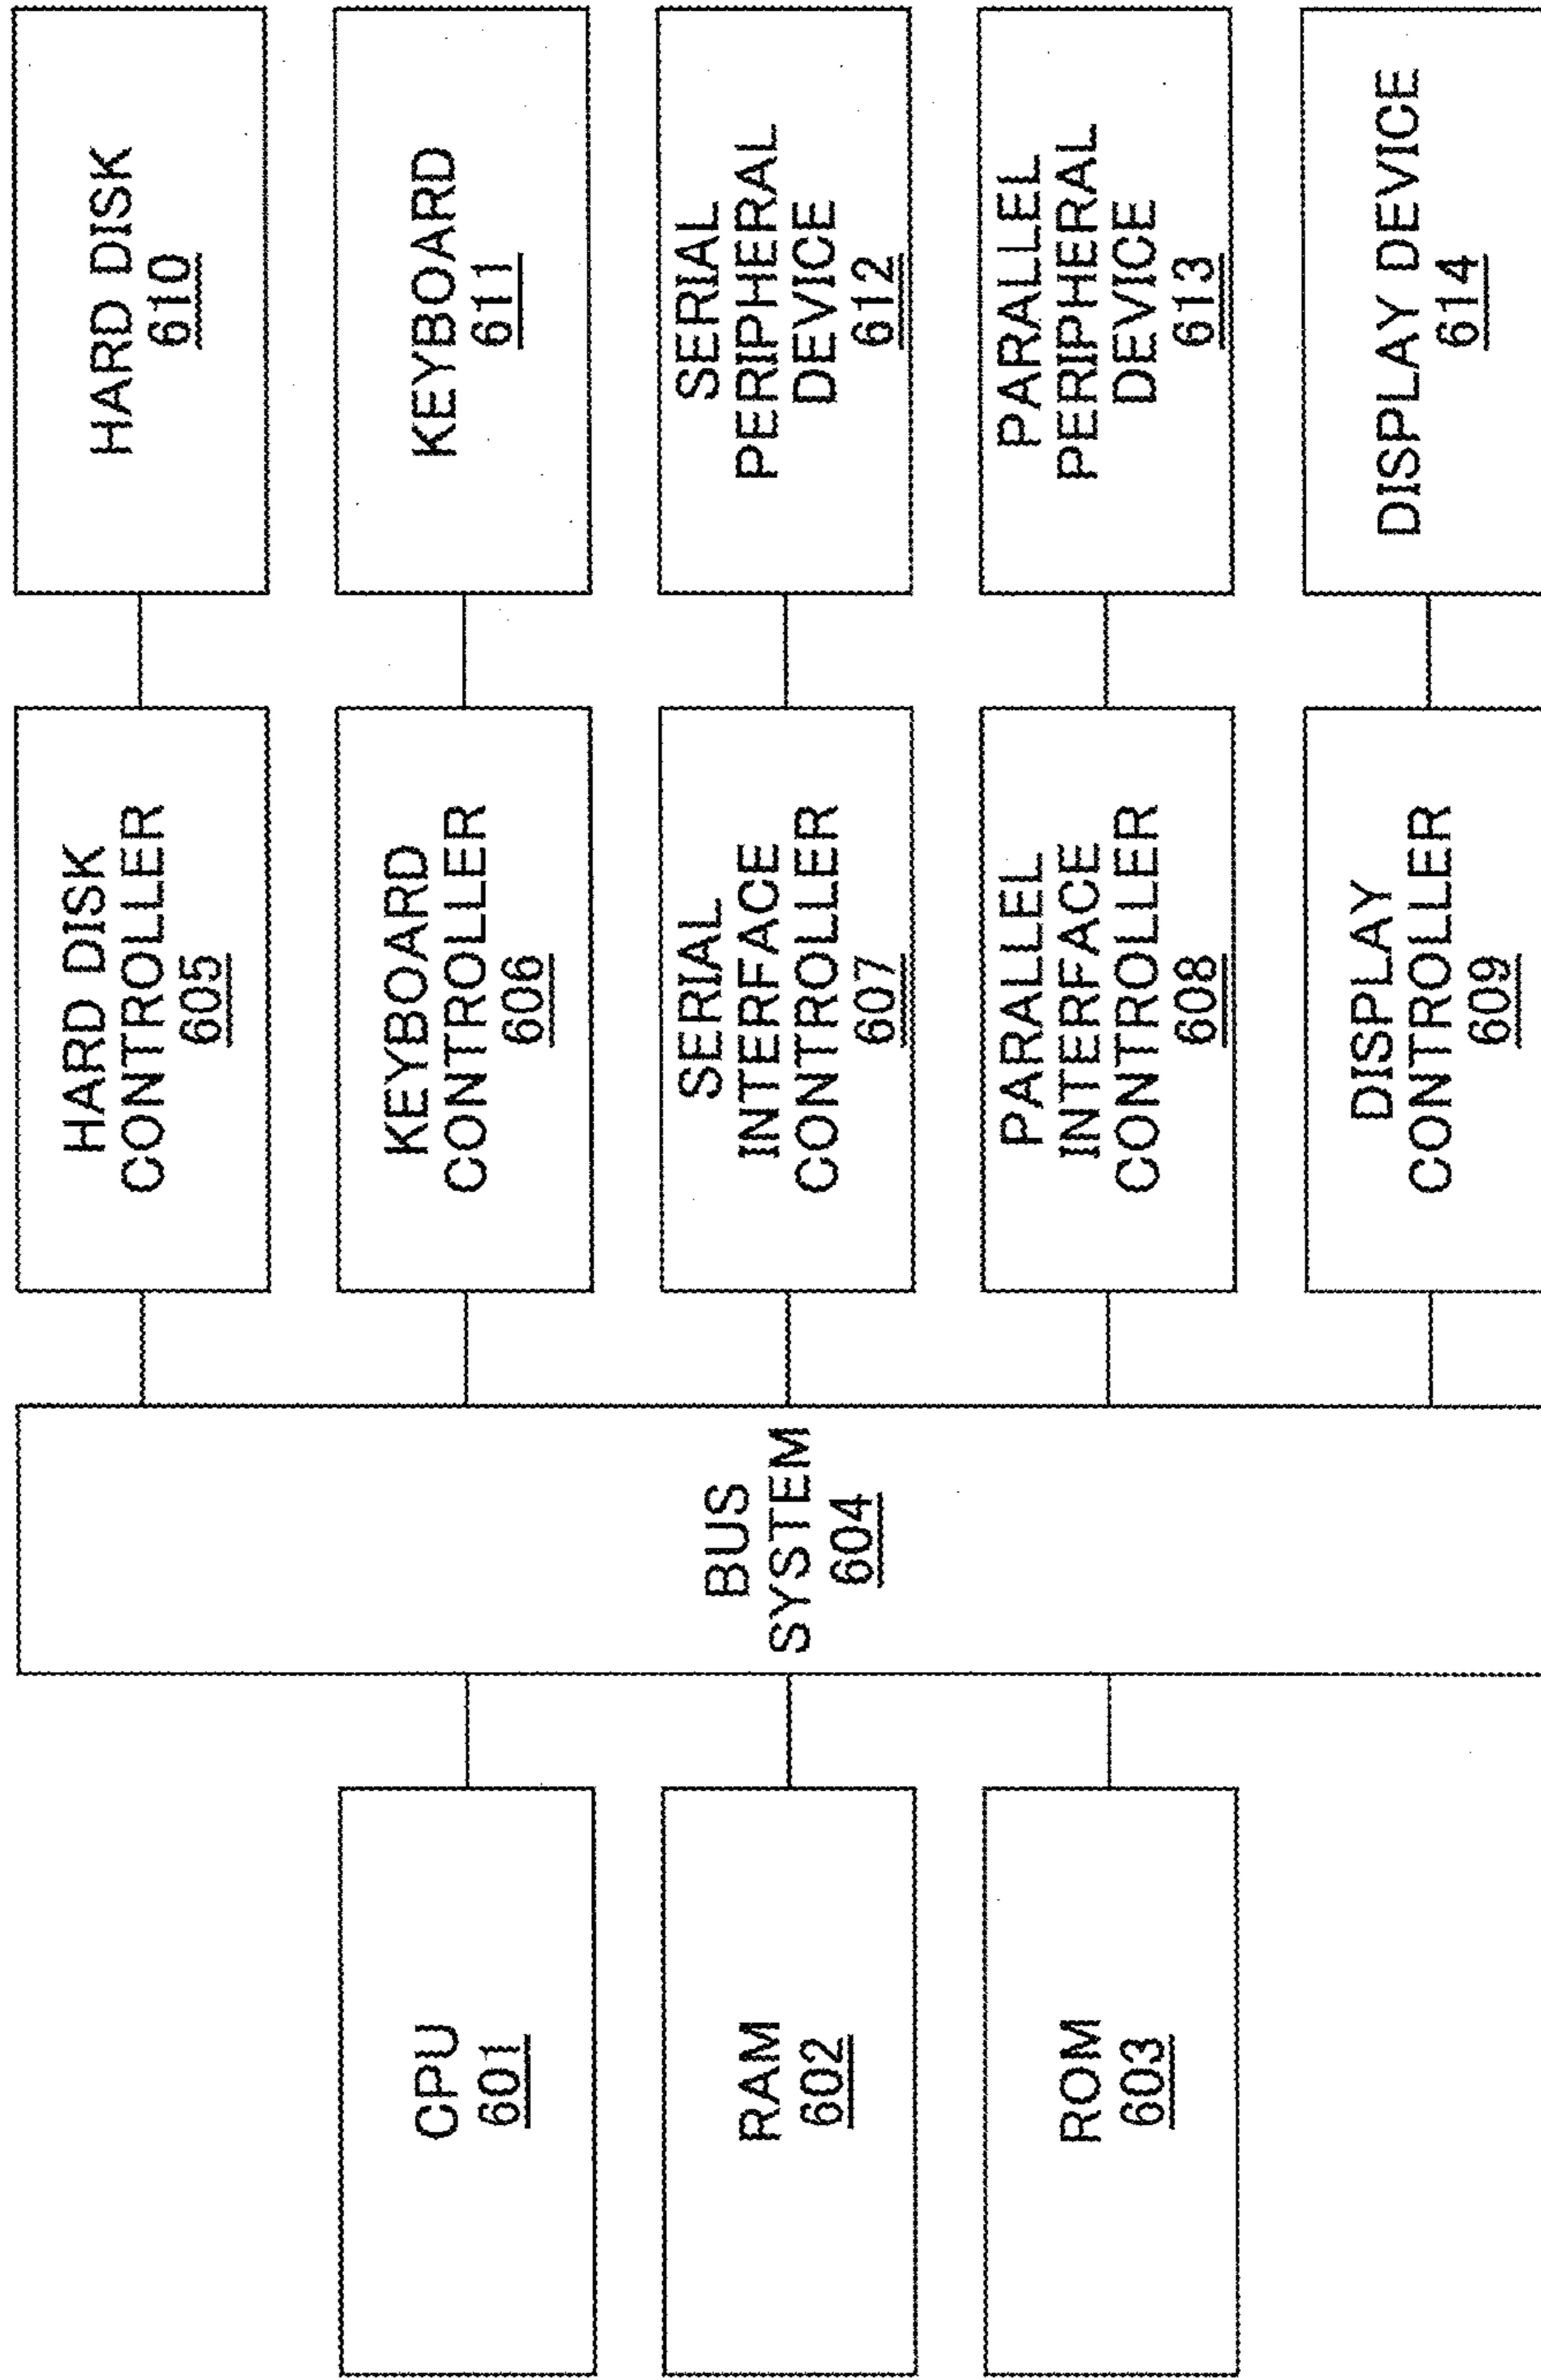 CPU
601
RAM
602
ROM
603
BUS
SYSTEM
604
HARD DISK
CONTROLLER
605
KEYBOARD
CONTROLLER
606
SERIAL
INTERFACE
CONTROLLER
607
PARALLEL
INTERFACE
CONTROLLER
608
DISPLAY
CONTROLLER
609
HARD DISK
610
KEYBOARD
611
SERIAL
PERIPHERAL
DEVICE
612
PARALLEL
PERIPHERAL
DEVICE
613
DISPLAY DEVICE
614